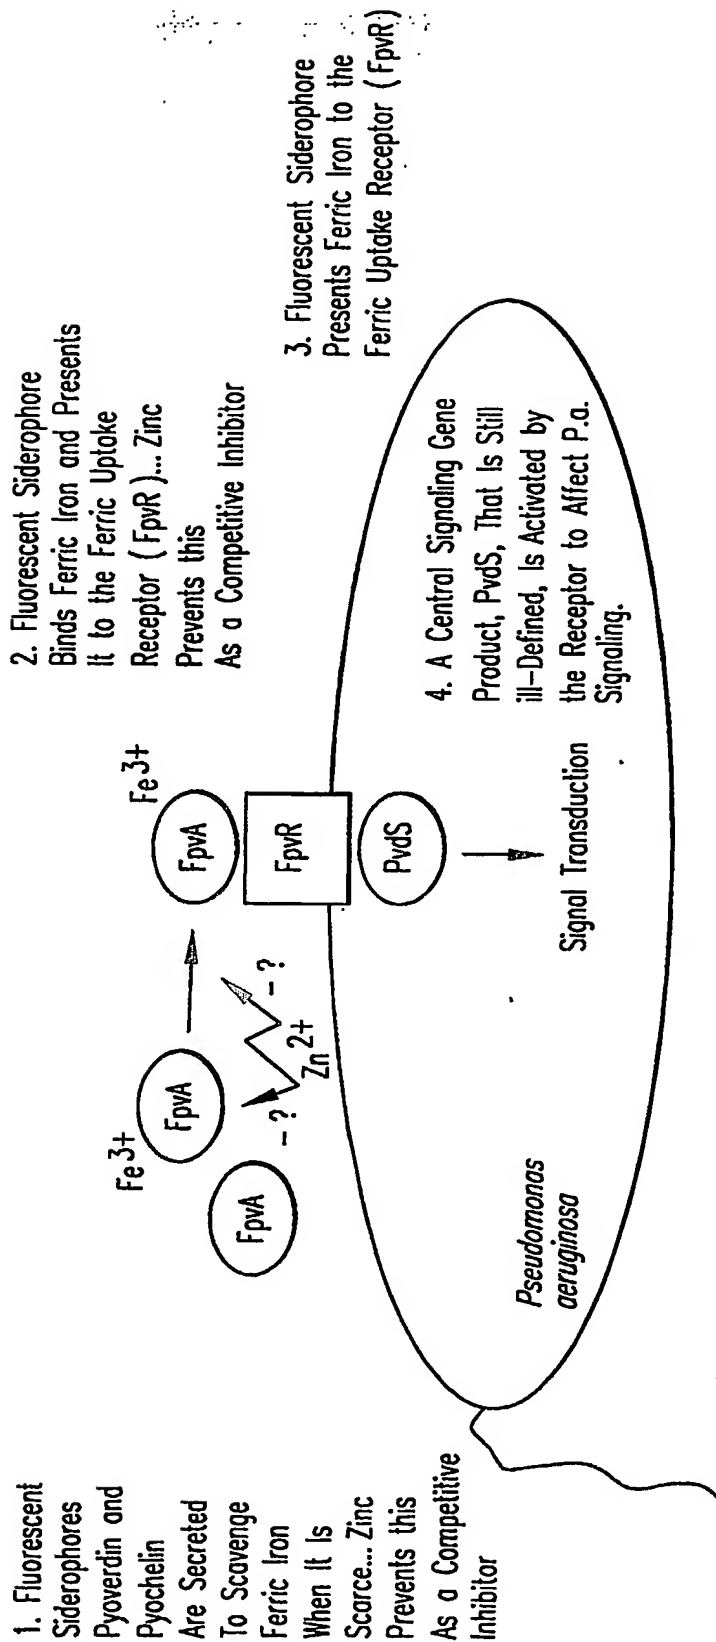 1. Fluorescent
Siderophores
Pyoverdin and
Pyochelin
Are Secreted
To Scavenge
Ferric Iron
When It Is
Scarce... Zinc
Prevents this
As a Competitive
Inhibitor
2. Fluorescent Siderophore
Binds Ferric Iron and Presents
It to the Ferric Uptake
Receptor (FpvR)... Zinc
Prevents this
As a Competitive Inhibitor
3. Fluorescent Siderophore
Presents Ferric Iron to the
Ferric Uptake Receptor (FpvR)
Fe3+
FpvA
Fe3+
FpvA
FpvA
-?
Zn2+
-?
FpvR
PvdS
Signal Transduction
4. A Central Signaling Gene
Product, PvdS, That Is Still
ill-Defined, Is Activated by
the Receptor to Affect P.a.
Signaling.
Pseudomonas
aeruginosa